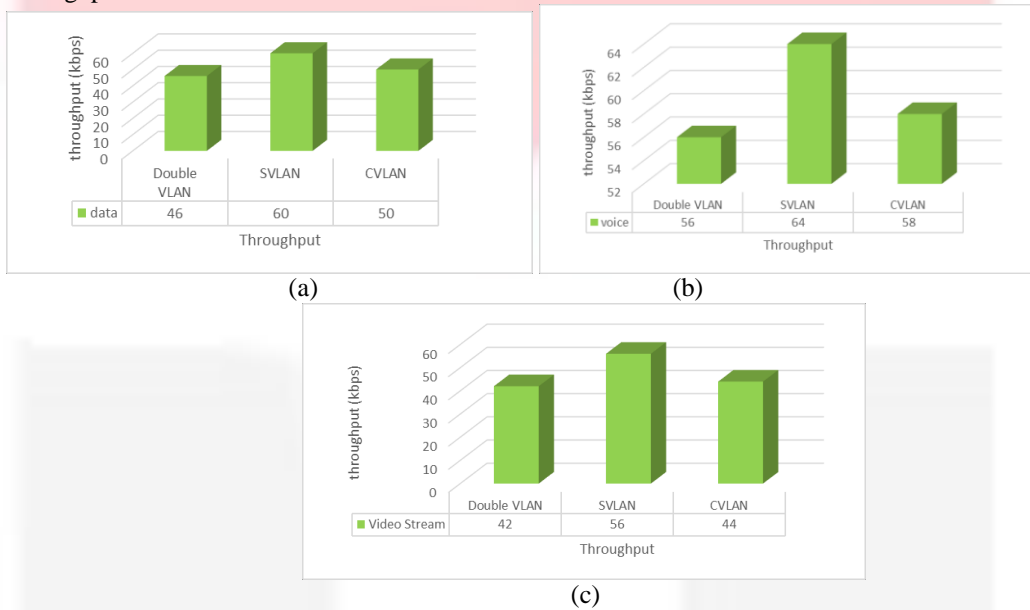 throughput (kbps)
60
50
40
30
20
10
0
Double VLAN SVLAN CVLAN
data 46 60 50
Throughput
(a)
throughput (kbps)
64
62
60
58
56
54
52
Double VLAN SVLAN CVLAN
voice 56 64 58
Throughput
(b)
throughput (kbps)
60
50
40
30
20
10
0
Double VLAN SVLAN CVLAN
Video Stream 42 56 44
Throughput
(c)